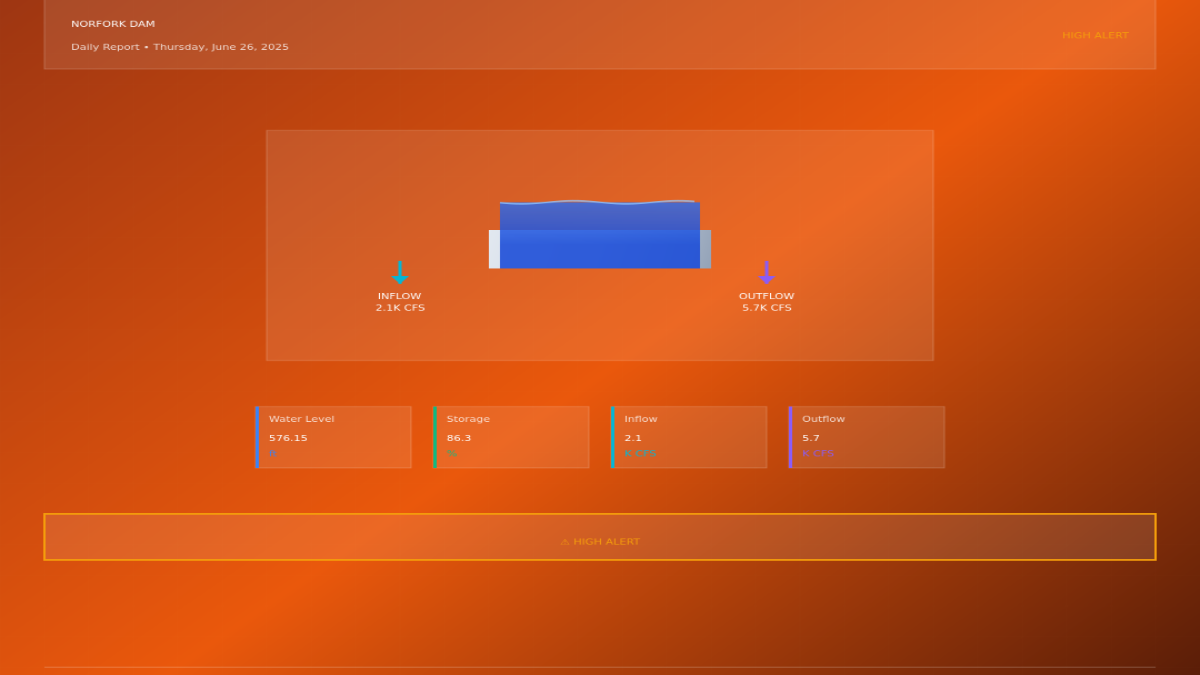 NORFORK DAM
Daily Report • Thursday, June 26, 2025
HIGH ALERT
INFLOW
2.1K CFS
OUTFLOW
5.7K CFS
Water Level
576.15
ft
Storage
86.3
%
Inflow
2.1
K CFS
Outflow
5.7
K CFS
⚠ HIGH ALERT